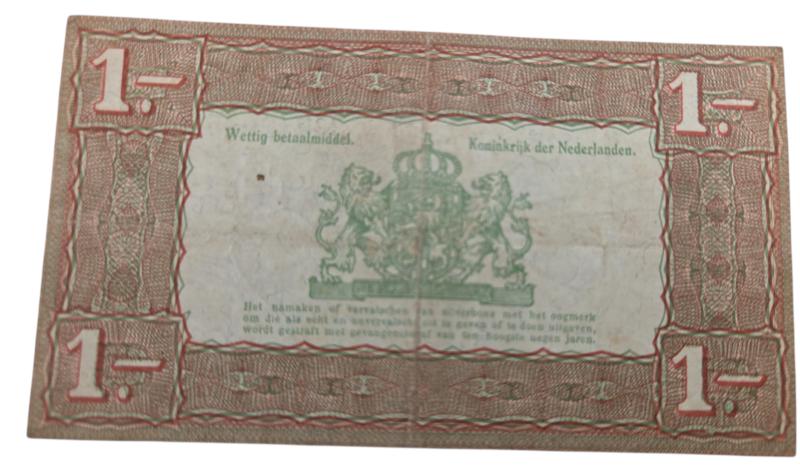 1.- 1.-
Wettig betaalmiddel. Koninkrijk der Nederlanden.
Het namaken of vervalschen van zilverbons met het oogmerk
om die als echt en onvervalscht uit te geven of te doen uitgeven,
wordt gestraft met gevangenisstraf van ten hoogste negen jaren.
1.- 1.-